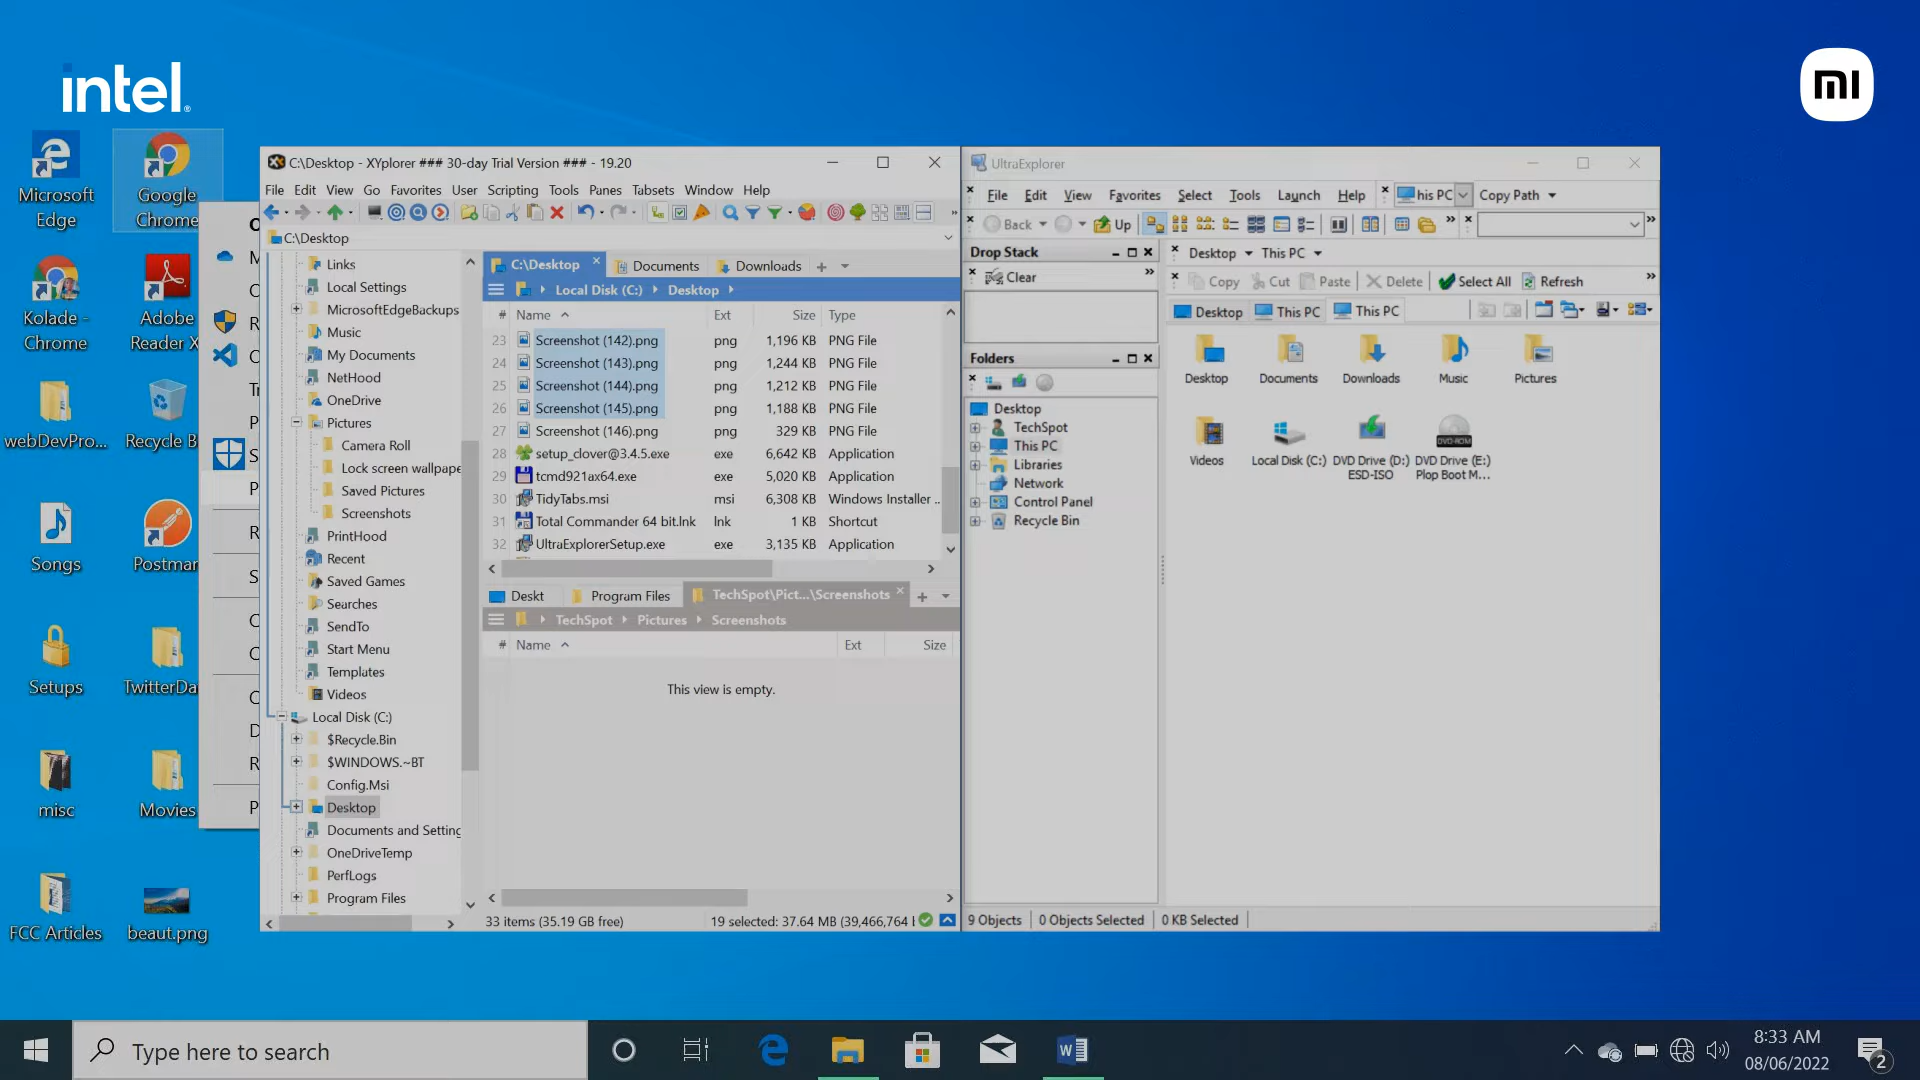 intel.
mi
Microsoft Edge
Google Chrome
Kolade - Chrome
Adobe Reader X
webDevPro...
Recycle B
Songs
Postman
Setups
TwitterDa
misc
Movies
FCC Articles
beaut.png
C:\Desktop - XYplorer ### 30-day Trial Version ### - 19.20
File Edit View Go Favorites User Scripting Tools Panes Tabsets Window Help
C:\Desktop
Links
Local Settings
MicrosoftEdgeBackups
Music
My Documents
NetHood
OneDrive
Pictures
Camera Roll
Lock screen wallpape
Saved Pictures
Screenshots
PrintHood
Recent
Saved Games
Searches
SendTo
Start Menu
Templates
Videos
Local Disk (C:)
$Recycle.Bin
$WINDOWS.~BT
Config.Msi
Desktop
Documents and Setting
OneDriveTemp
PerfLogs
Program Files
C:\Desktop Documents Downloads
Local Disk (C:) Desktop
# Name Ext Size Type
23 Screenshot (142).png png 1,196 KB PNG File
24 Screenshot (143).png png 1,244 KB PNG File
25 Screenshot (144).png png 1,212 KB PNG File
26 Screenshot (145).png png 1,188 KB PNG File
27 Screenshot (146).png png 329 KB PNG File
28 setup_clover@3.4.5.exe exe 6,642 KB Application
29 tcmd921ax64.exe exe 5,020 KB Application
30 TidyTabs.msi msi 6,308 KB Windows Installer ..
31 Total Commander 64 bit.lnk lnk 1 KB Shortcut
32 UltraExplorerSetup.exe exe 3,135 KB Application
Deskt Program Files TechSpot\Pict...\Screenshots
TechSpot Pictures Screenshots
# Name Ext Size
This view is empty.
33 items (35.19 GB free) 19 selected: 37.64 MB (39,466,764
UltraExplorer
File Edit View Favorites Select Tools Launch Help his PC Copy Path
Back Up
Drop Stack
Clear
Folders
Desktop
TechSpot
This PC
Libraries
Network
Control Panel
Recycle Bin
Desktop This PC
Copy Cut Paste Delete Select All Refresh
Desktop This PC This PC
Desktop Documents Downloads Music Pictures
Videos
Local Disk (C:)
DVD Drive (D:) ESD-ISO
DVD-ROM
DVD Drive (E:) Plop Boot M...
9 Objects 0 Objects Selected 0 KB Selected
Type here to search
8:33 AM
08/06/2022
2